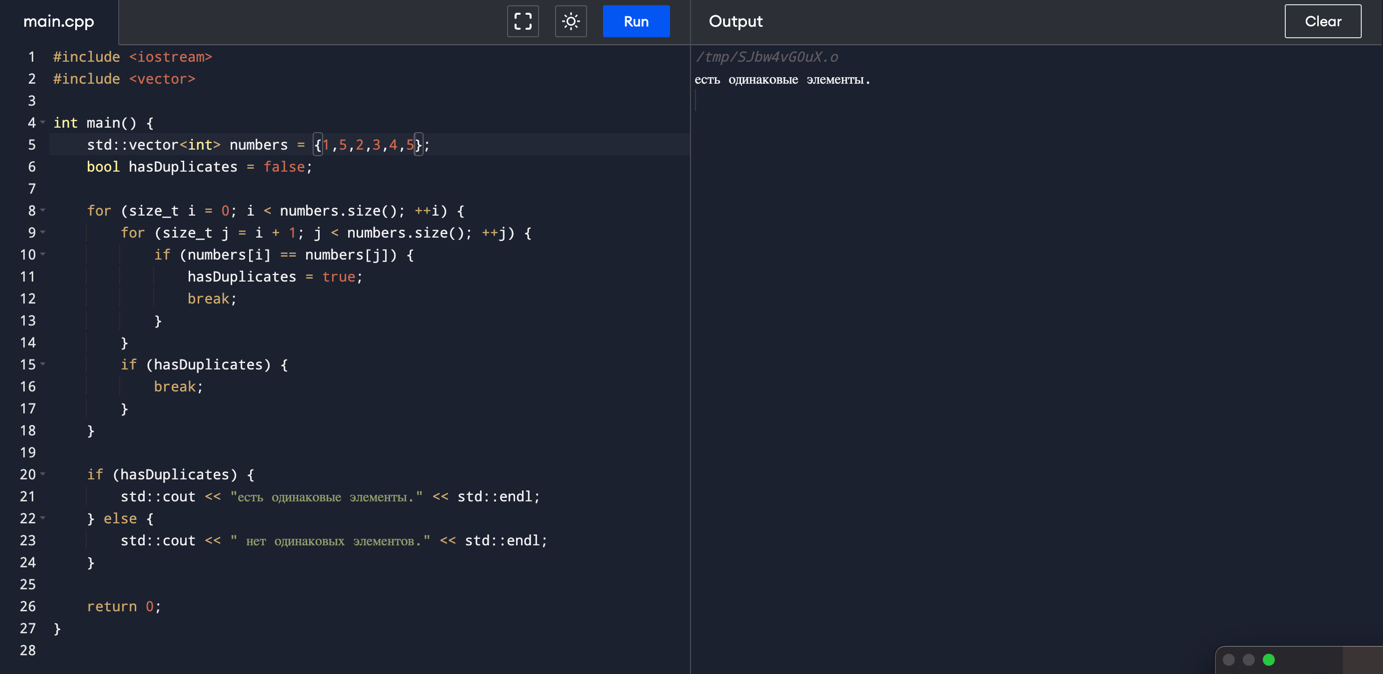 main.cpp
Run
Output
Clear
1 #include <iostream>
2 #include <vector>
3
4 int main() {
5 std::vector<int> numbers = {1,5,2,3,4,5};
6 bool hasDuplicates = false;
7
8 for (size_t i = 0; i < numbers.size(); ++i) {
9 for (size_t j = i + 1; j < numbers.size(); ++j) {
10 if (numbers[i] == numbers[j]) {
11 hasDuplicates = true;
12 break;
13 }
14 }
15 if (hasDuplicates) {
16 break;
17 }
18 }
19
20 if (hasDuplicates) {
21 std::cout << "есть одинаковые элементы." << std::endl;
22 } else {
23 std::cout << " нет одинаковых элементов." << std::endl;
24 }
25
26 return 0;
27 }
28
/tmp/SJbw4vG0uX.o
есть одинаковые элементы.